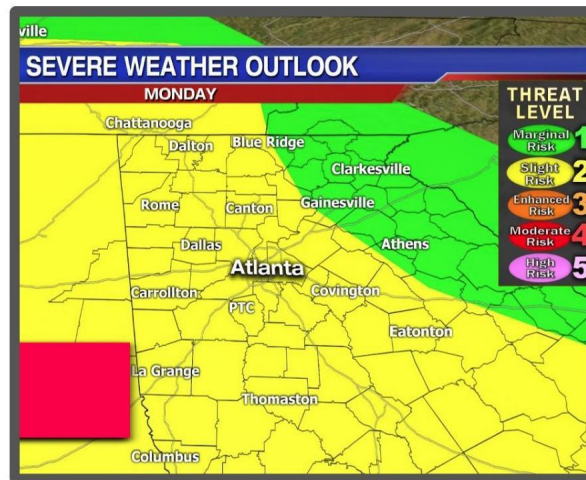 ville
SEVERE WEATHER OUTLOOK
MONDAY
THREAT
LEVEL
Marginal
Risk 1
Slight
Risk 2
Enhanced
Risk 3
Moderate
Risk 4
High
Risk 5
Chattanooga
Dalton
Blue Ridge
Clarkesville
Rome
Canton
Gainesville
Dallas
Athens
Atlanta
Carrollton
Covington
PTC
Eatonton
La Grange
Thomaston
Columbus